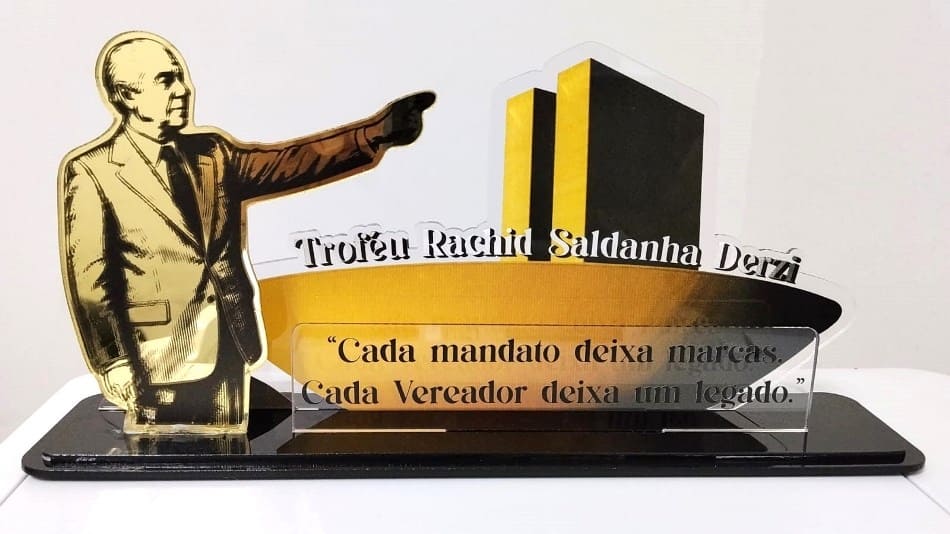 Troféu Rachid Saldanha Derzi
“Cada mandato deixa marcas.
Cada Vereador deixa um legado.”